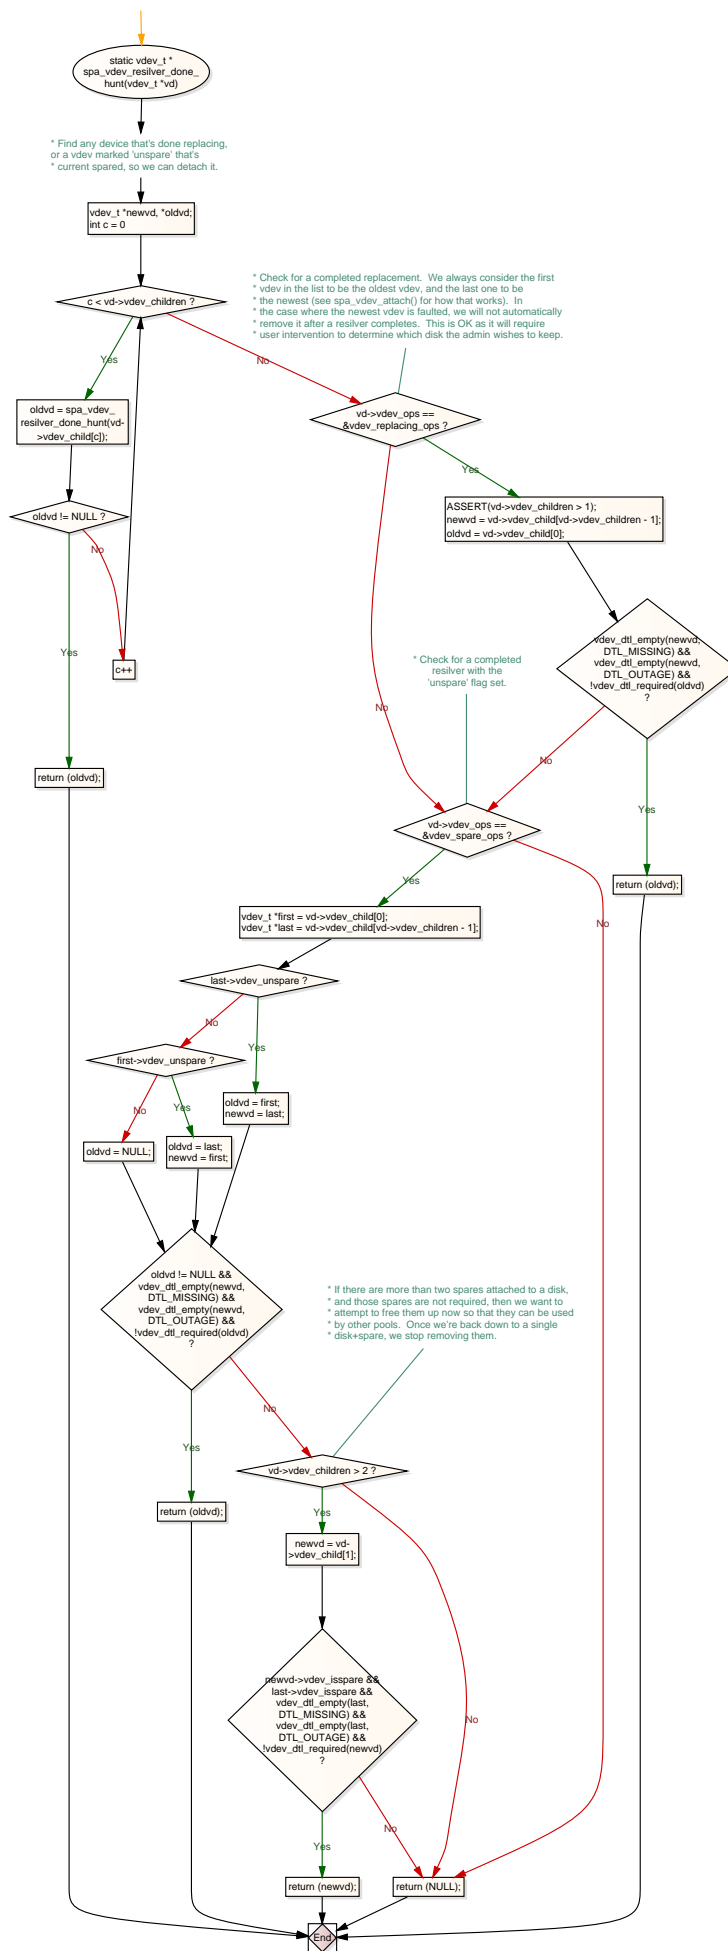 static vdev_t *
spa_vdev_resilver_done_
hunt(vdev_t *vd)
* Find any device that's done replacing,
or a vdev marked 'unspare' that's
* current spared, so we can detach it.
vdev_t *newvd, *oldvd;
int c = 0
* Check for a completed replacement.  We always consider the first
* vdev in the list to be the oldest vdev, and the last one to be
* the newest (see spa_vdev_attach() for how that works).  In
* the case where the newest vdev is faulted, we will not automatically
* remove it after a resilver completes.  This is OK as it will require
* user intervention to determine which disk the admin wishes to keep.
c < vd->vdev_children ?
Yes
No
oldvd = spa_vdev_
resilver_done_hunt(vd-
>vdev_child[c]);
vd->vdev_ops ==
&vdev_replacing_ops ?
Yes
ASSERT(vd->vdev_children > 1);
newvd = vd->vdev_child[vd->vdev_children - 1];
oldvd = vd->vdev_child[0];
oldvd != NULL ?
No
Yes
c++
vdev_dtl_empty(newvd,
DTL_MISSING) &&
vdev_dtl_empty(newvd,
DTL_OUTAGE) &&
!vdev_dtl_required(oldvd)
?
* Check for a completed
resilver with the
'unspare' flag set.
No
No
return (oldvd);
Yes
vd->vdev_ops ==
&vdev_spare_ops ?
Yes
return (oldvd);
No
vdev_t *first = vd->vdev_child[0];
vdev_t *last = vd->vdev_child[vd->vdev_children - 1];
last->vdev_unspare ?
No
Yes
first->vdev_unspare ?
No
Yes
oldvd = first;
newvd = last;
oldvd = NULL;
oldvd = last;
newvd = first;
oldvd != NULL &&
vdev_dtl_empty(newvd,
DTL_MISSING) &&
vdev_dtl_empty(newvd,
DTL_OUTAGE) &&
!vdev_dtl_required(oldvd)
?
* If there are more than two spares attached to a disk,
* and those spares are not required, then we want to
* attempt to free them up now so that they can be used
* by other pools.  Once we're back down to a single
* disk+spare, we stop removing them.
No
Yes
vd->vdev_children > 2 ?
return (oldvd);
Yes
newvd = vd-
>vdev_child[1];
newvd->vdev_isspare &&
last->vdev_isspare &&
vdev_dtl_empty(last,
DTL_MISSING) &&
vdev_dtl_empty(last,
DTL_OUTAGE) &&
!vdev_dtl_required(newvd)
?
No
No
Yes
return (newvd);
return (NULL);
End